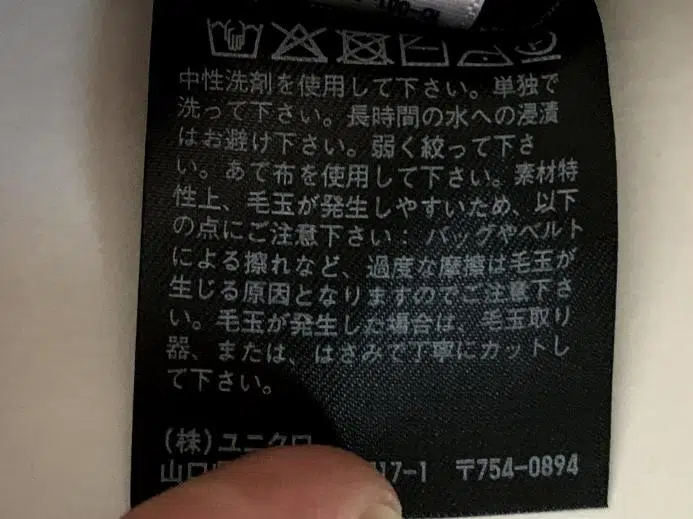 中性洗剤を使用して下さい。単独で
洗って下さい。長時間の水への浸漬
はお避け下さい。弱く絞って下さ
い。あて布を使用して下さい。素材特
性上、毛玉が発生しやすいため、以下
の点にご注意下さい：バッグやベルト
による擦れなど、過度な摩擦は毛玉が
生じる原因となりますのでご注意下さ
い。毛玉が発生した場合は、毛玉取り
器、または、はさみで丁寧にカットし
て下さい。
(株)ユニクロ
山口 17-1 〒754-0894